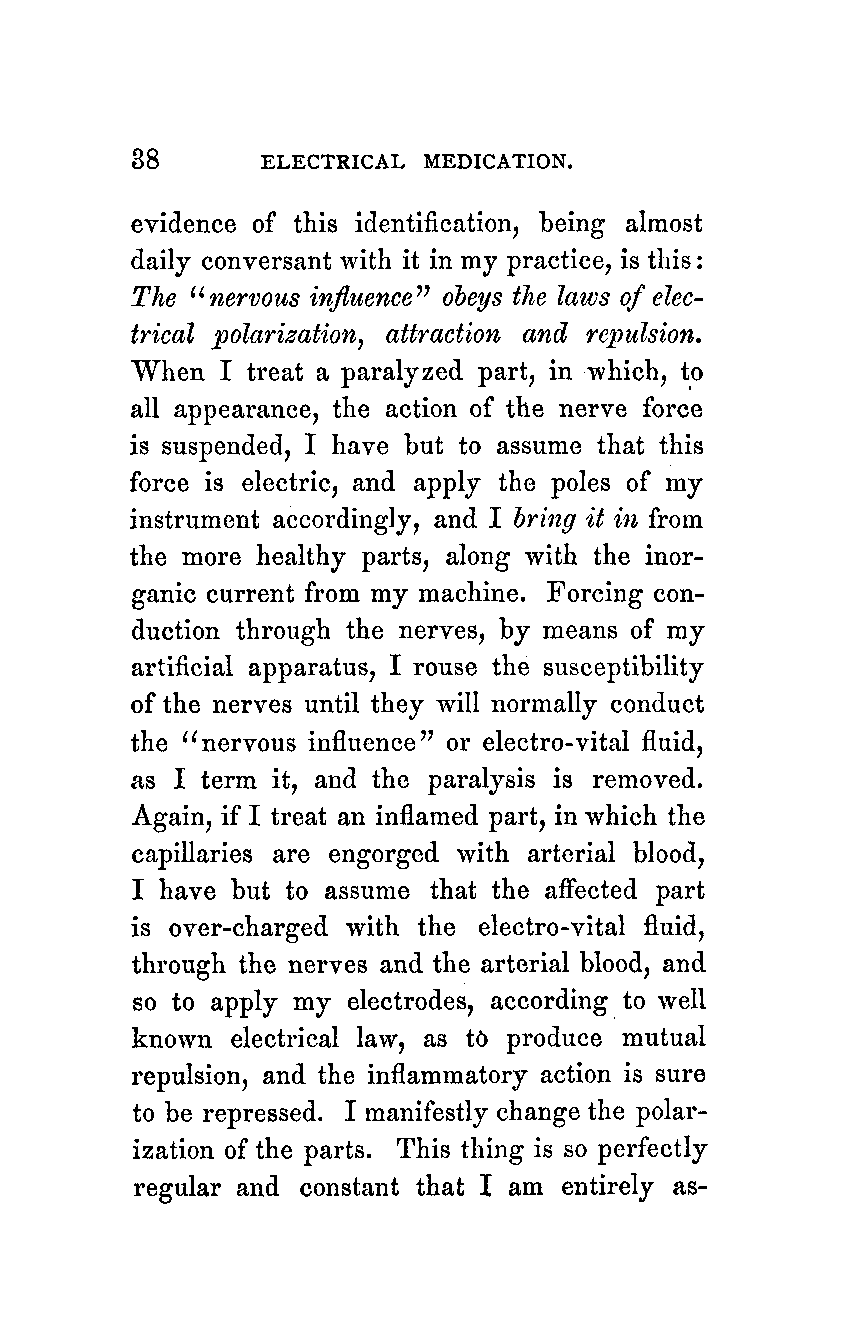 38 ELECTRICAL MEDICATION.
evidence of this identification, being almost
daily conversant with it in my practice, is this:
The "nervous influence" obeys the laws of elec-
trical polarization, attraction and repulsion.
When I treat a paralyzed part, in which, to
all appearance, the action of the nerve force
is suspended, I have but to assume that this
force is electric, and apply the poles of my
instrument accordingly, and I bring it in from
the more healthy parts, along with the inor-
ganic current from my machine. Forcing con-
duction through the nerves, by means of my
artificial apparatus, I rouse the susceptibility
of the nerves until they will normally conduct
the "nervous influence" or electro-vital fluid,
as I term it, and the paralysis is removed.
Again, if I treat an inflamed part, in which the
capillaries are engorged with arterial blood,
I have but to assume that the affected part
is over-charged with the electro-vital fluid,
through the nerves and the arterial blood, and
so to apply my electrodes, according to well
known electrical law, as to produce mutual
repulsion, and the inflammatory action is sure
to be repressed. I manifestly change the polar-
ization of the parts. This thing is so perfectly
regular and constant that I am entirely as-